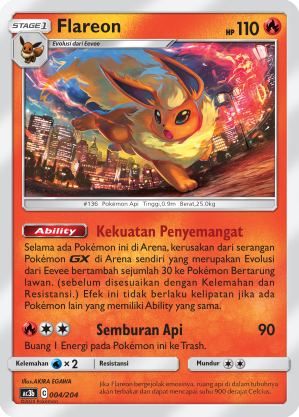 STAGE 1
Flareon
HP 110
Evolusi dari Eevee
#136 Pokémon Api Tinggi,0.9m Berat,25.0kg
Ability Kekuatan Penyemangat
Selama ada Pokémon ini di Arena, kerusakan dari serangan
Pokémon GX di Arena sendiri yang merupakan Evolusi
dari Eevee bertambah sejumlah 30 ke Pokémon Bertarung
lawan. (sebelum disesuaikan dengan Kelemahan dan
Resistansi.) Efek ini tidak berlaku kelipatan jika ada
Pokémon lain yang memiliki Ability yang sama.
Semburan Api 90
Buang 1 Energi pada Pokémon ini ke Trash.
Kelemahan ×2 Resistansi Mundur
Ilus.AKIRA EGAWA
Jika Flareon bergejolak emosinya, ruang api di dalam tubuhnya
akan terbakar dengan dahsyat mencapai suhu 900 derajat Celcius.
004/204